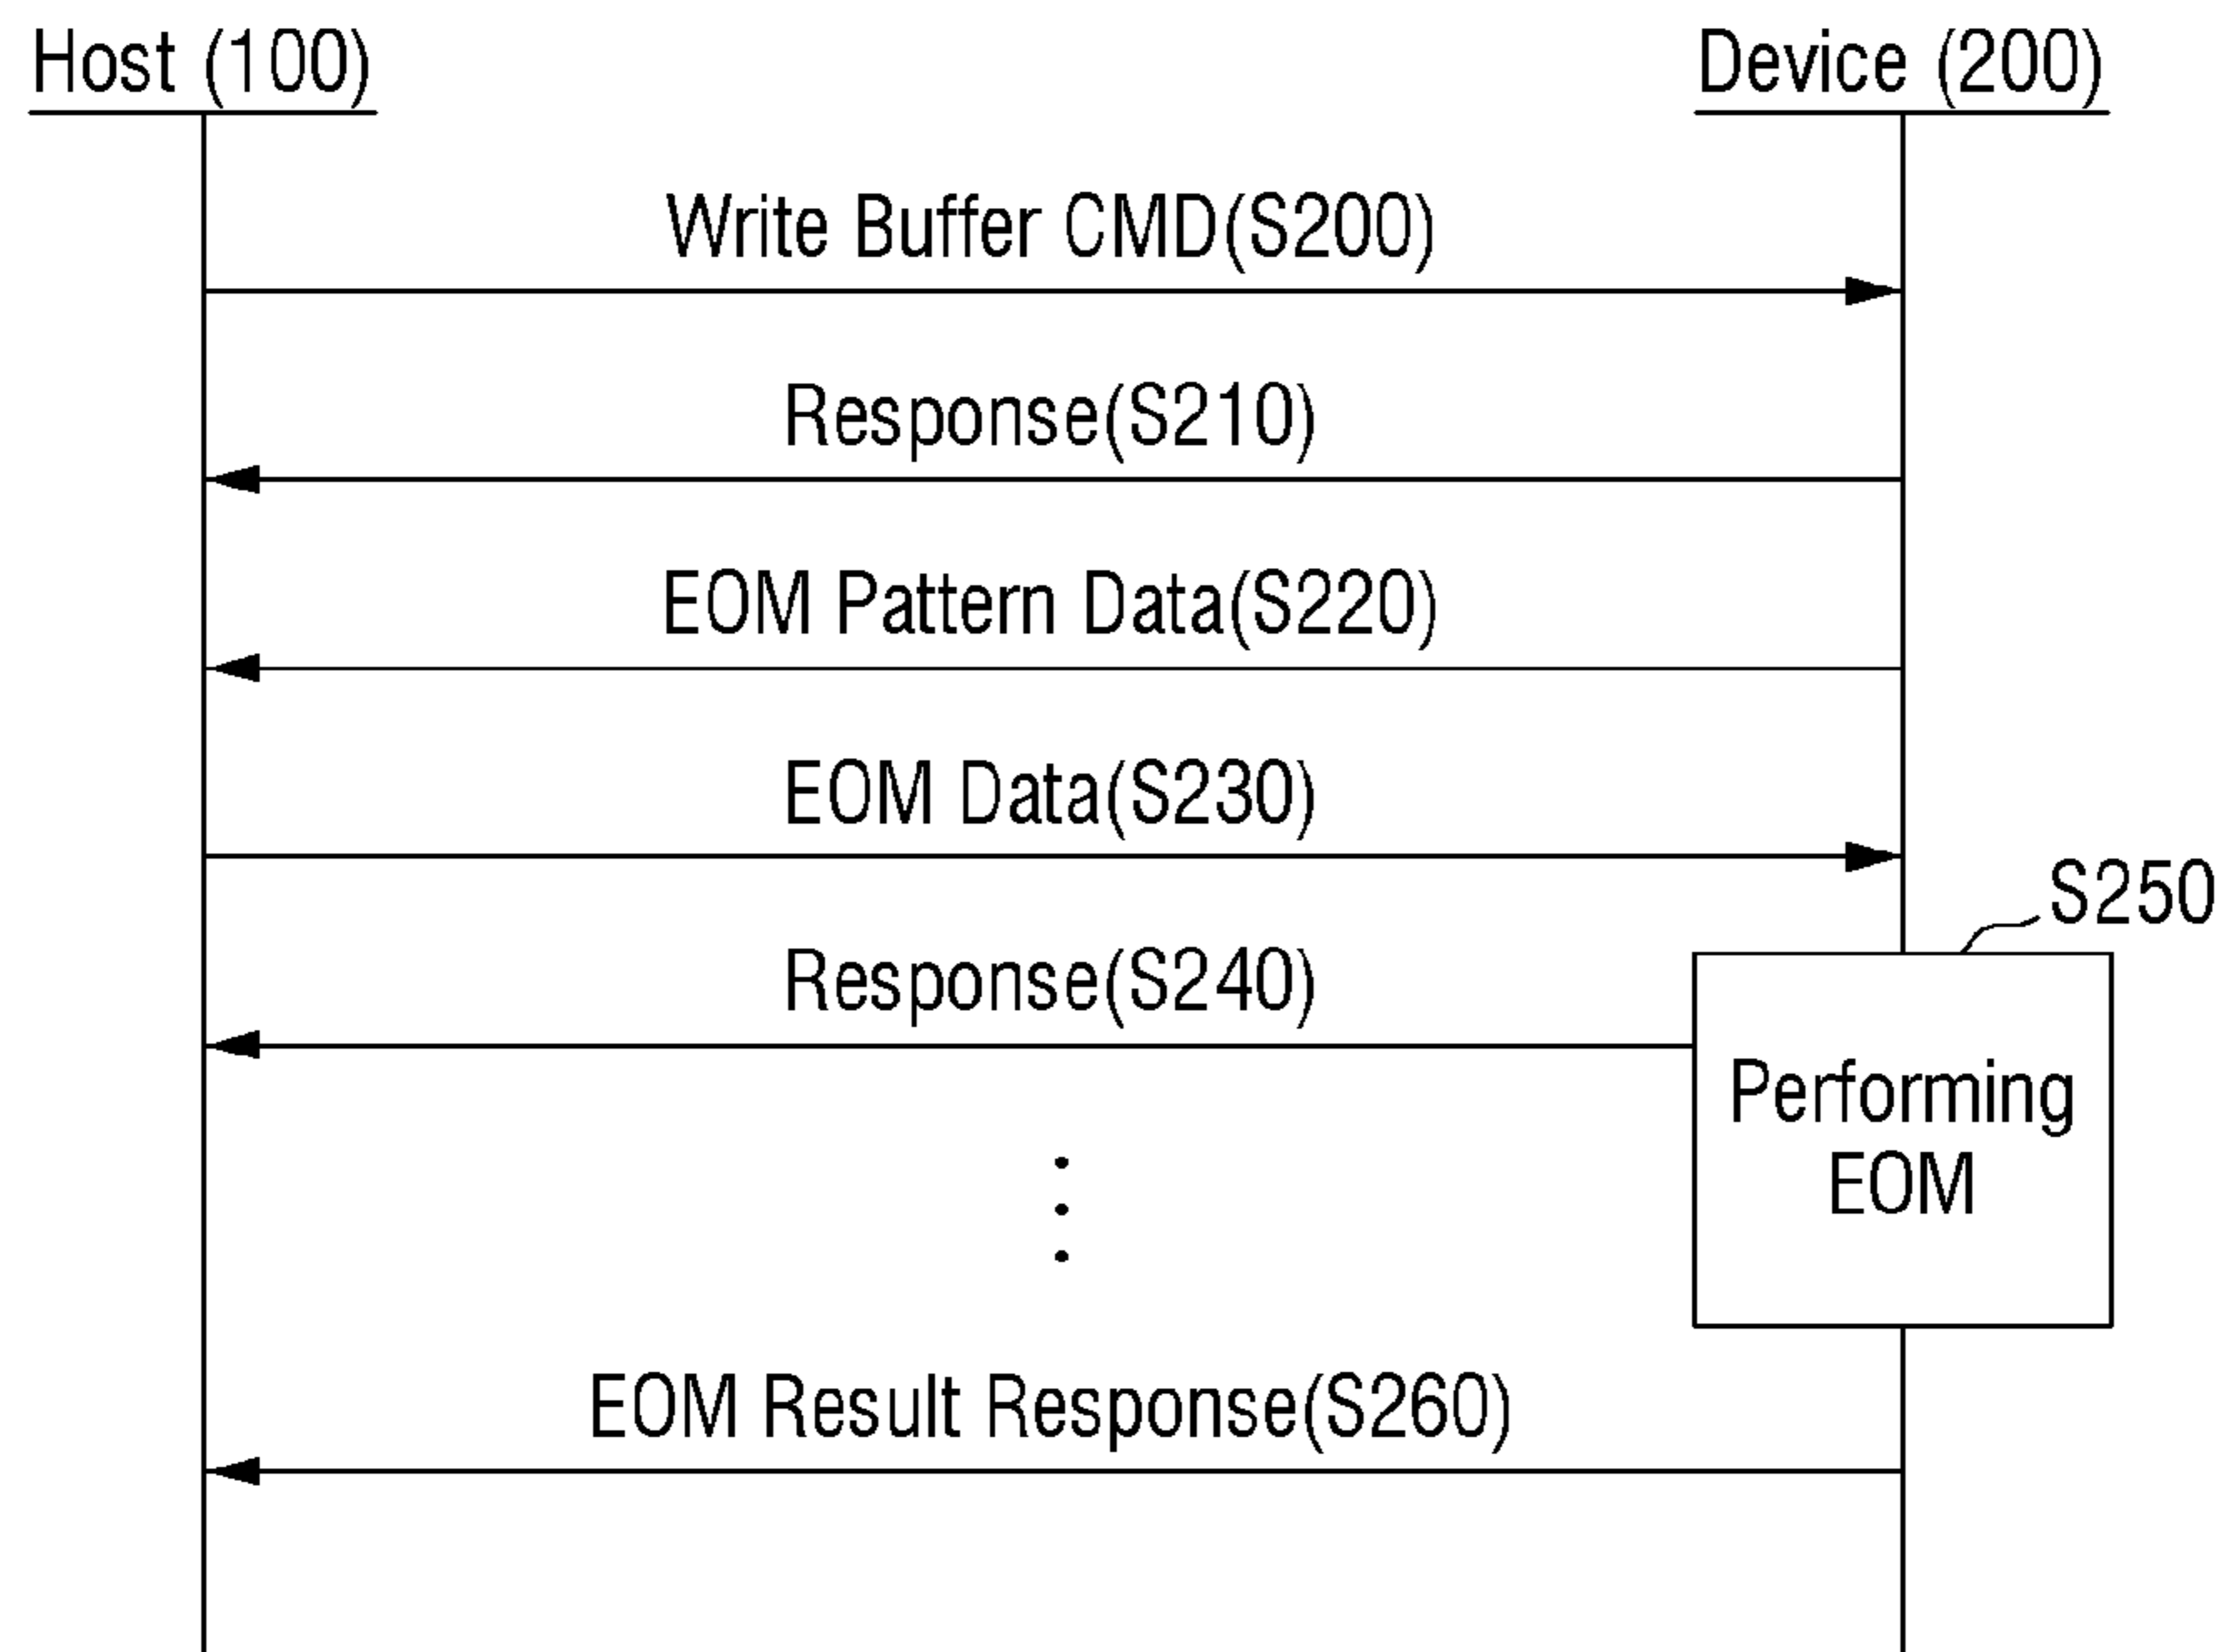 Host (100)
Device (200)
Write Buffer CMD(S200)
Response(S210)
EOM Pattern Data(S220)
EOM Data(S230)
S250
Response(S240)
Performing
EOM
EOM Result Response(S260)